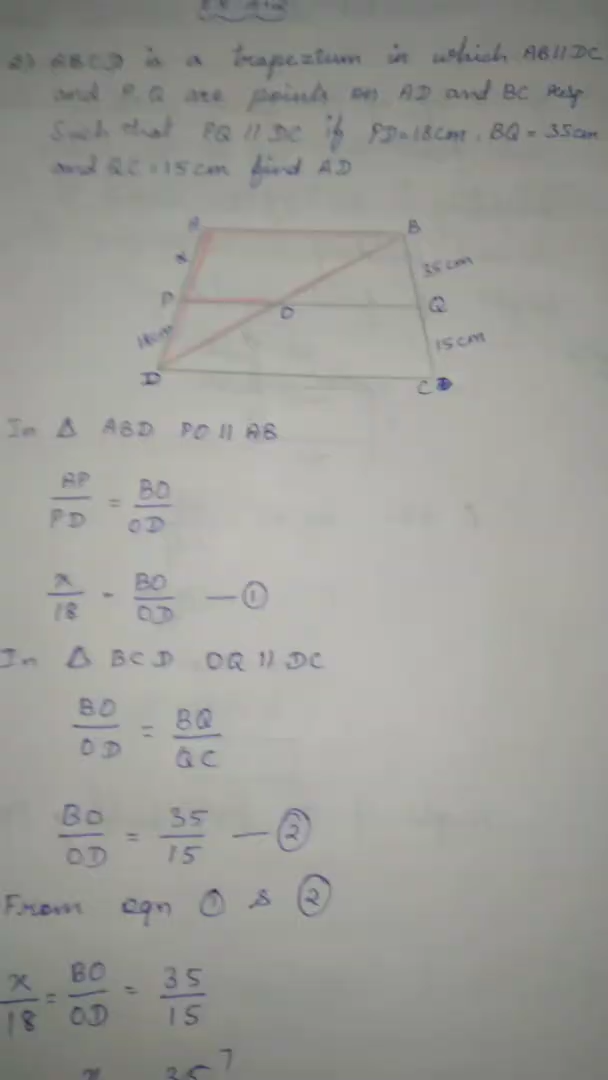 2) ABCD is a trapezium in which AB || DC
and P, Q are points on AD and BC resp
Such that PQ || DC if PD = 18cm, BQ = 35cm
and QC = 15cm find AD
A B
x 35cm
P O Q
18cm 15cm
D C
In Δ ABD PO || AB
AP/PD = BO/OD
x/18 = BO/OD — ①
In Δ BCD OQ || DC
BO/OD = BQ/QC
BO/OD = 35/15 — ②
From eqn ① & ②
x/18 = BO/OD = 35/15
x 35 7